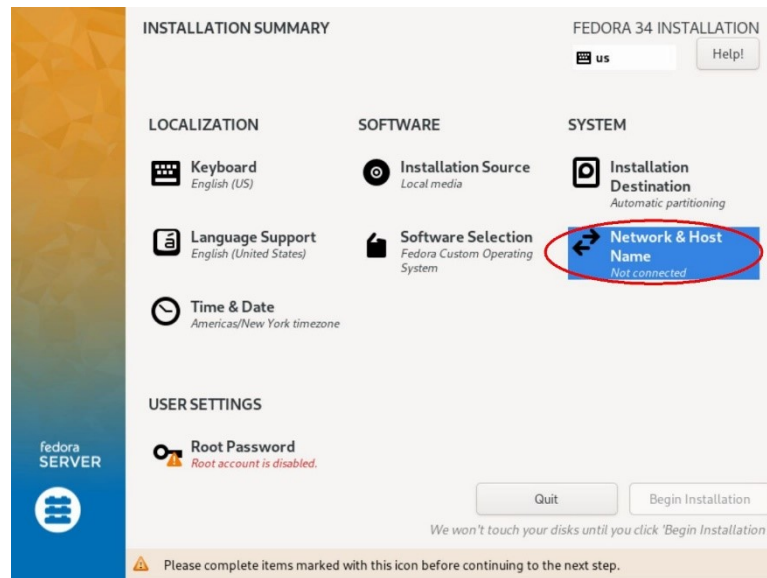 INSTALLATION SUMMARY
FEDORA 34 INSTALLATION
us
Help!
LOCALIZATION
Keyboard
English (US)
á
Language Support
English (United States)
Time & Date
Americas/New York timezone
SOFTWARE
Installation Source
Local media
Software Selection
Fedora Custom Operating
System
SYSTEM
Installation
Destination
Automatic partitioning
Network & Host
Name
Not connected
USER SETTINGS
Root Password
Root account is disabled.
fedora
SERVER
Quit
Begin Installation
We won't touch your disks until you click 'Begin Installation
Please complete items marked with this icon before continuing to the next step.